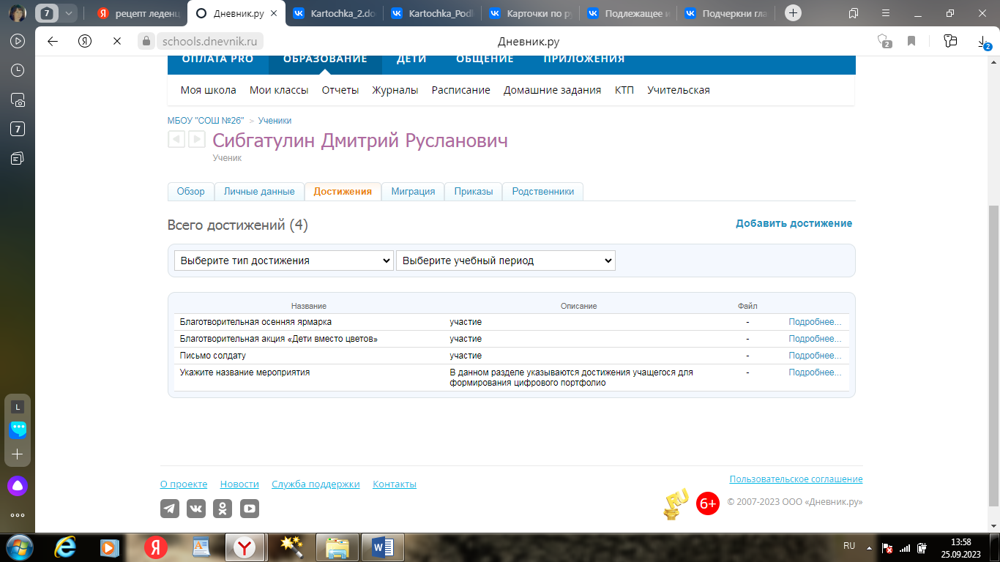 7
рецепт леденц
Дневник.ру
Kartochka_2.do
Kartochka_Podl
Карточки по ру
Подлежащее и
Подчеркни гла
schools.dnevnik.ru
Дневник.ру
2
2
7
ОПЛАТА PRO ОБРАЗОВАНИЕ ДЕТИ ОБЩЕНИЕ ПРИЛОЖЕНИЯ
Моя школа Мои классы Отчеты Журналы Расписание Домашние задания КТП Учительская
МБОУ "СОШ №26" > Ученики
Сибгатулин Дмитрий Русланович
Ученик
Обзор Личные данные Достижения Миграция Приказы Родственники
Всего достижений (4)
Добавить достижение
Выберите тип достижения Выберите учебный период
Название Описание Файл
Благотворительная осенняя ярмарка участие - Подробнее...
Благотворительная акция «Дети вместо цветов» участие - Подробнее...
Письмо солдату участие - Подробнее...
Укажите название мероприятия В данном разделе указываются достижения учащегося для - Подробнее...
формирования цифрового портфолио
L
О проекте Новости Служба поддержки Контакты
Пользовательское соглашение
RU
6+
© 2007-2023 ООО «Дневник.ру»
RU
13:58
25.09.2023